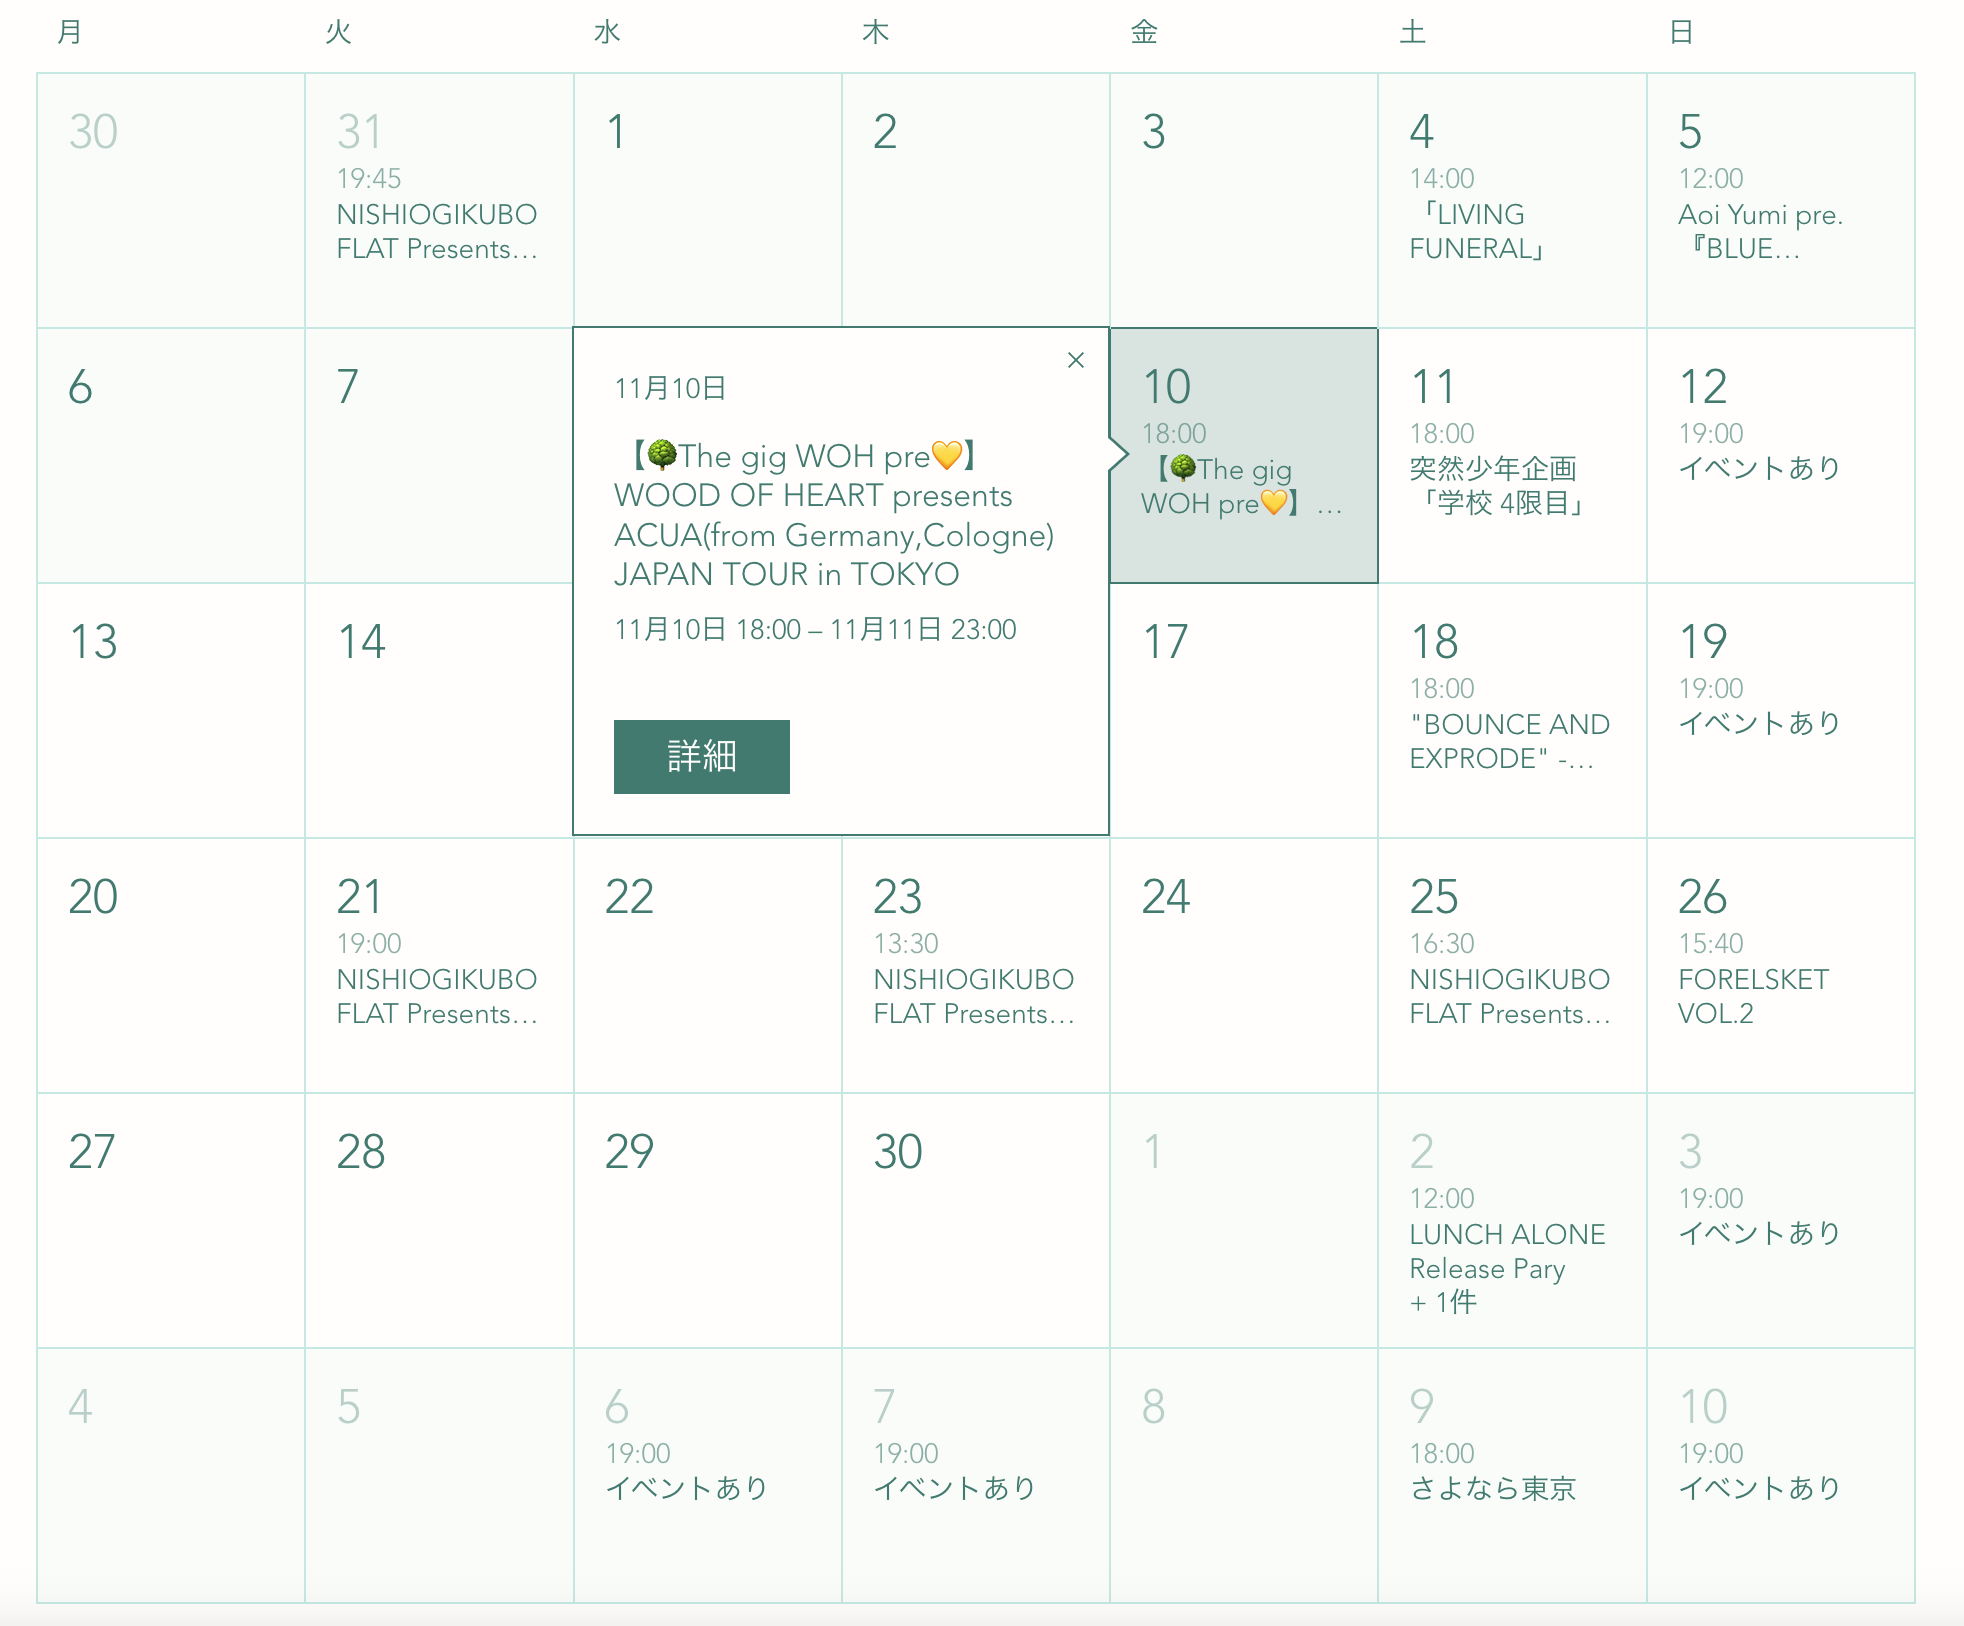 月 火 水 木 金 土 日
30
31
19:45
NISHIOGIKUBO
FLAT Presents…
1
2
3
4
14:00
「LIVING
FUNERAL」
5
12:00
Aoi Yumi pre.
『BLUE…
6
7
×
11月10日
【🌳The gig WOH pre💛】
WOOD OF HEART presents
ACUA(from Germany,Cologne)
JAPAN TOUR in TOKYO
11月10日 18:00 – 11月11日 23:00
詳細
10
18:00
【🌳The gig
WOH pre💛】…
11
18:00
突然少年企画
「学校 4限目」
12
19:00
イベントあり
13
14
17
18
18:00
"BOUNCE AND
EXPRODE" -…
19
19:00
イベントあり
20
21
19:00
NISHIOGIKUBO
FLAT Presents…
22
23
13:30
NISHIOGIKUBO
FLAT Presents…
24
25
16:30
NISHIOGIKUBO
FLAT Presents…
26
15:40
FORELSKET
VOL.2
27
28
29
30
1
2
12:00
LUNCH ALONE
Release Pary
+ 1件
3
19:00
イベントあり
4
5
6
19:00
イベントあり
7
19:00
イベントあり
8
9
18:00
さよなら東京
10
19:00
イベントあり